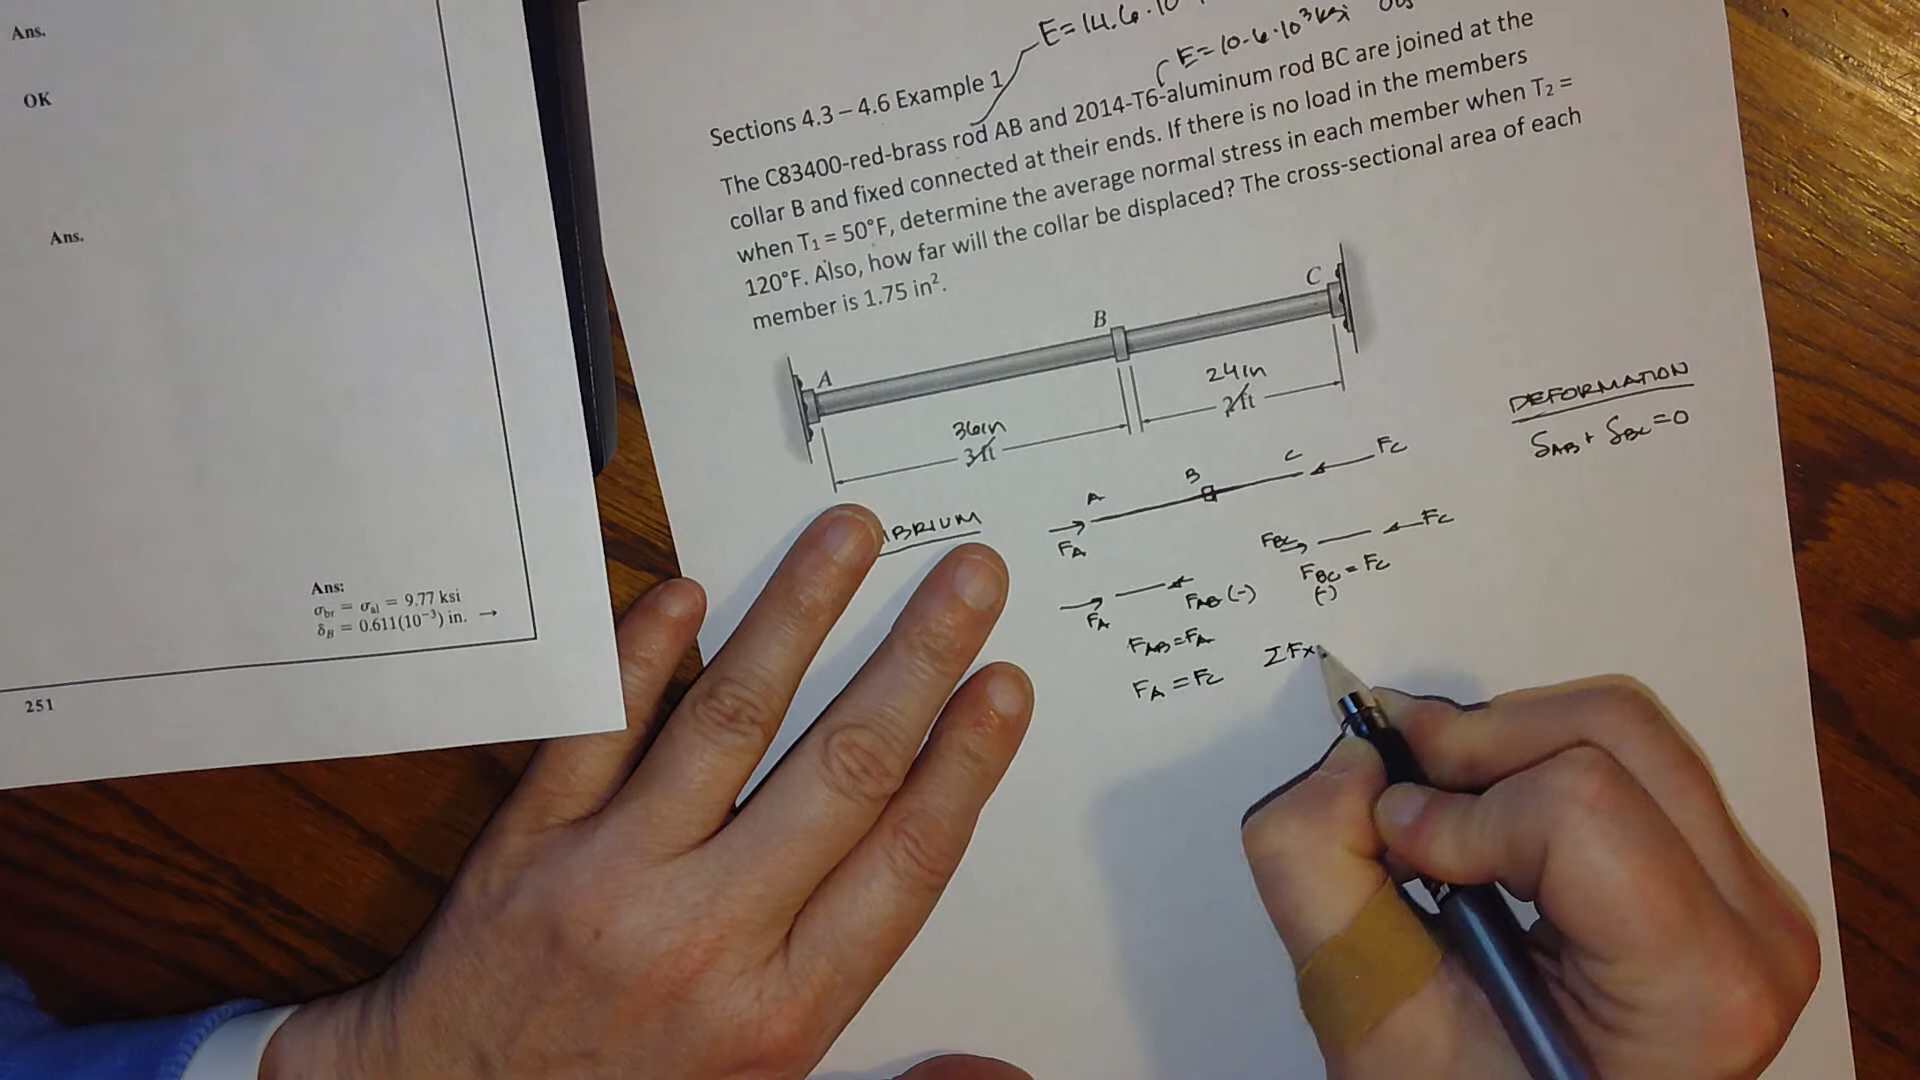 Ans.
OK
Ans.
Ans:
σbr = σal = 9.77 ksi
δB = 0.611(10⁻³) in. →
251
E = 14.6·10
E = 10.6·10³ ksi
Sections 4.3 – 4.6 Example 1
The C83400-red-brass rod AB and 2014-T6-aluminum rod BC are joined at the
collar B and fixed connected at their ends. If there is no load in the members
when T₁ = 50°F, determine the average normal stress in each member when T₂ =
120°F. Also, how far will the collar be displaced? The cross-sectional area of each
member is 1.75 in².
A
B
C
36in
3ft
24in
2ft
DEFORMATION
δAB + δBC = 0
IBRIUM
A
B
C
FC
FA
FBC
FC
FBC = FC
(-)
FA
FAB (-)
FAB = FA
FA = FC
ΣFx